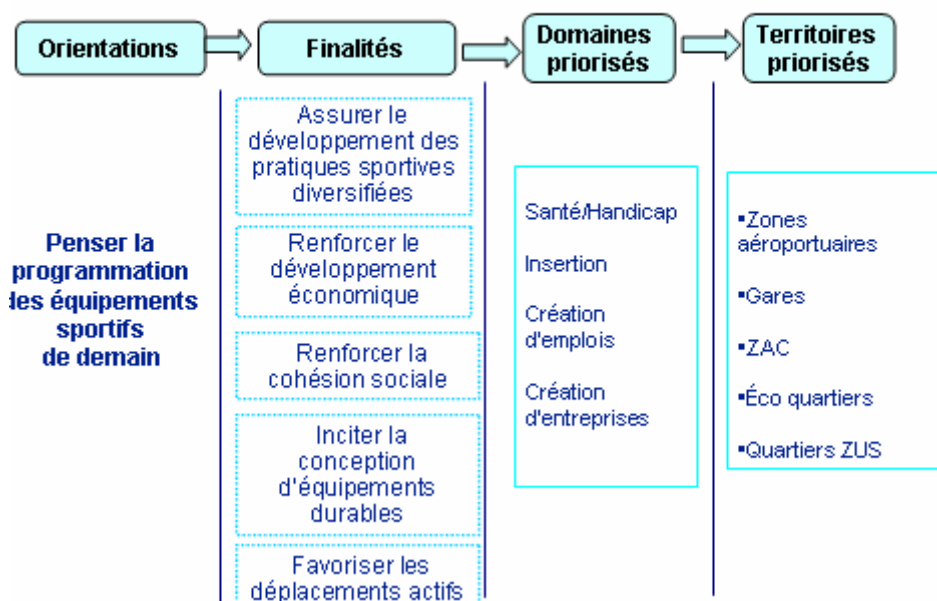 Orientations
Finalités
Domaines
priorisés
Territoires
priorisés
Penser la
programmation
des équipements
sportifs
de demain
Assurer le
développement des
pratiques sportives
diversifiées
Renforcer le
développement
économique
Renforcer la
cohésion sociale
Inciter la
conception
d'équipements
durables
Favoriser les
déplacements actifs
Santé/Handicap
Insertion
Création
d'emplois
Création
d'entreprises
▪Zones
aéroportuaires
▪Gares
▪ZAC
▪Éco quartiers
▪Quartiers ZUS